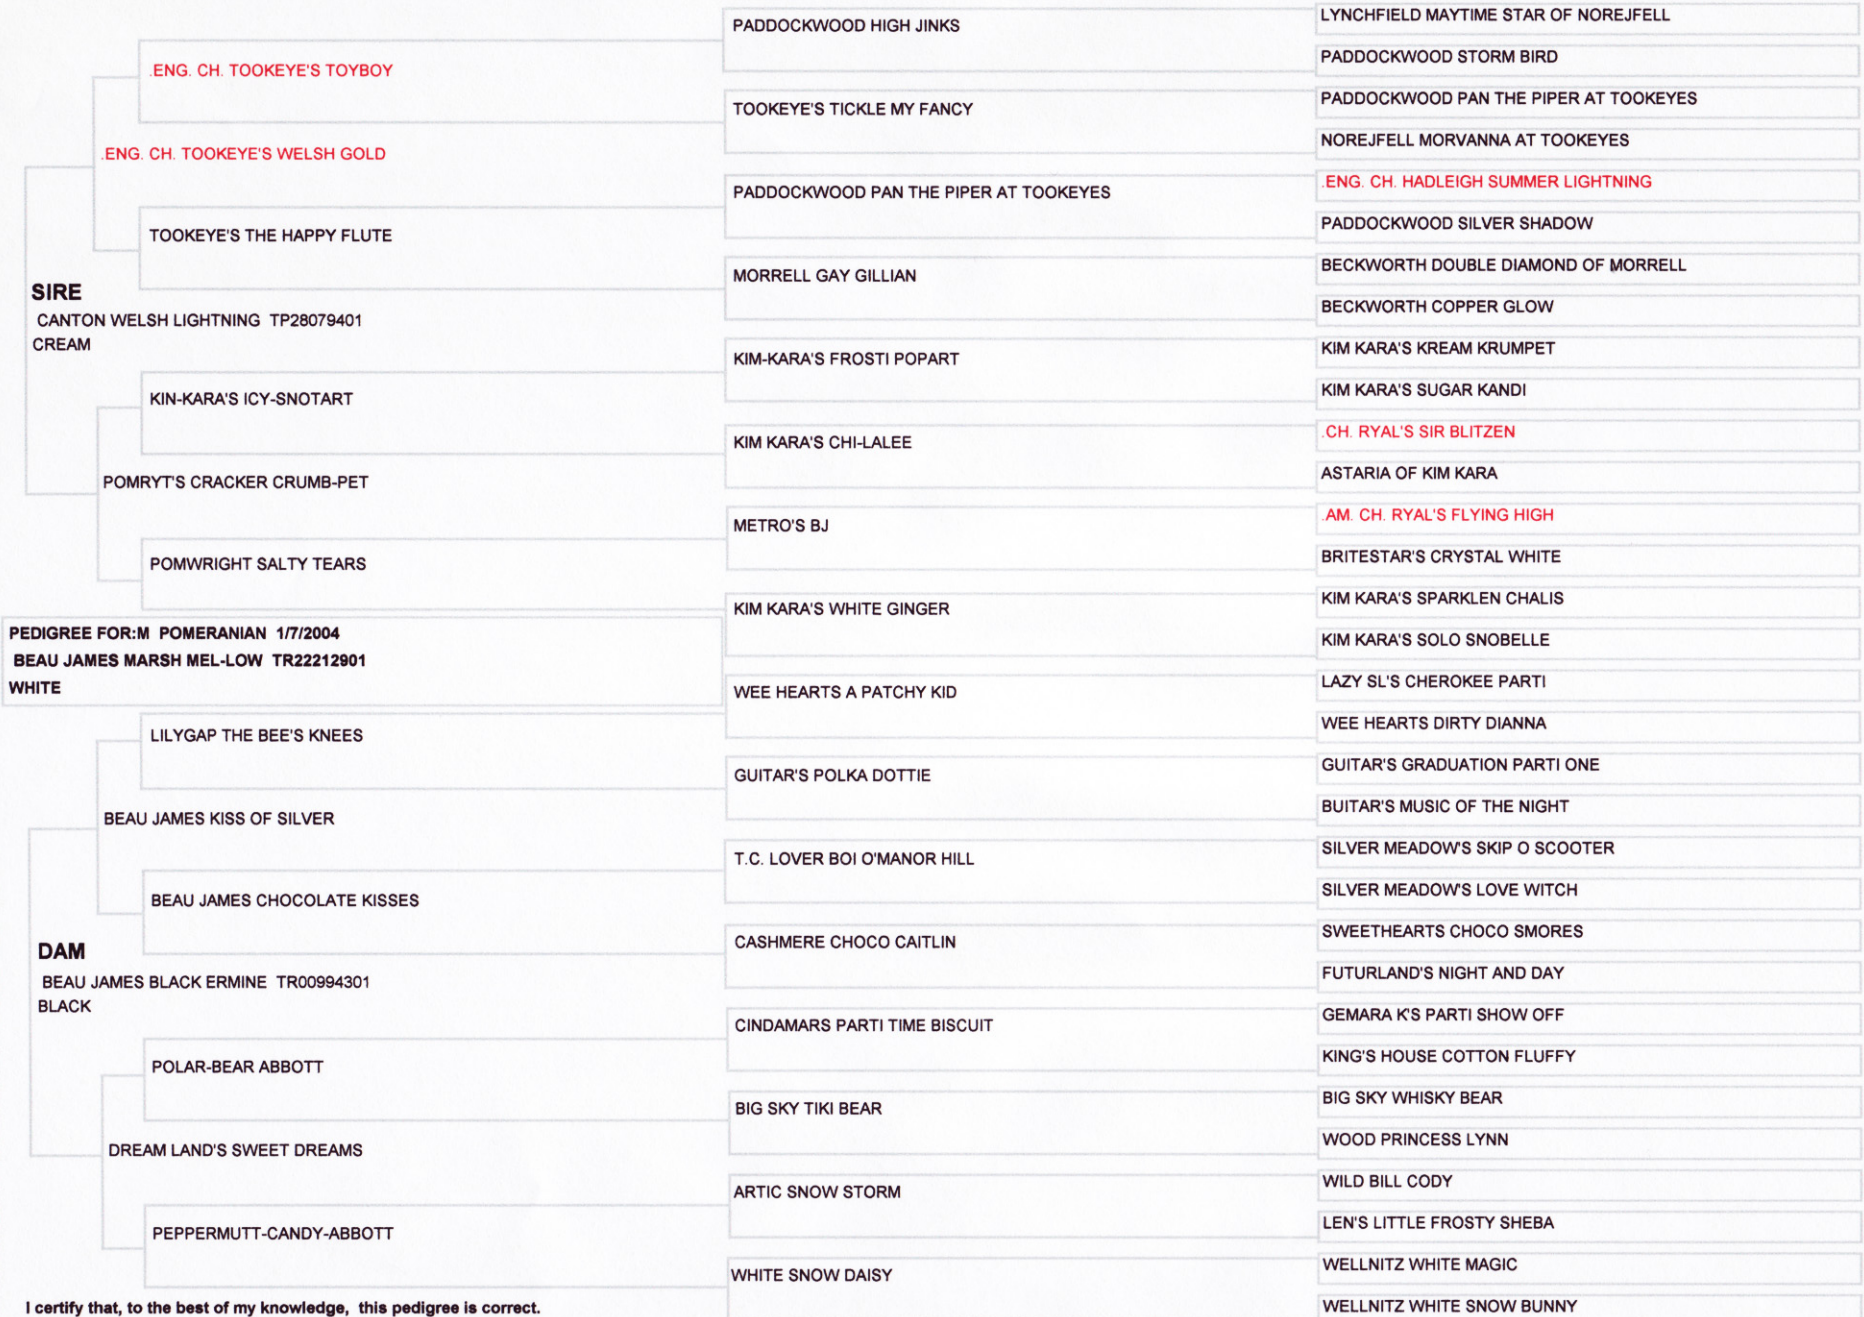 PADDOCKWOOD HIGH JINKS
LYNCHFIELD MAYTIME STAR OF NOREJFELL
PADDOCKWOOD STORM BIRD
.ENG. CH. TOOKEYE'S TOYBOY
PADDOCKWOOD PAN THE PIPER AT TOOKEYES
TOOKEYE'S TICKLE MY FANCY
NOREJFELL MORVANNA AT TOOKEYES
.ENG. CH. TOOKEYE'S WELSH GOLD
.ENG. CH. HADLEIGH SUMMER LIGHTNING
PADDOCKWOOD PAN THE PIPER AT TOOKEYES
PADDOCKWOOD SILVER SHADOW
TOOKEYE'S THE HAPPY FLUTE
BECKWORTH DOUBLE DIAMOND OF MORRELL
MORRELL GAY GILLIAN
SIRE
BECKWORTH COPPER GLOW
CANTON WELSH LIGHTNING TP28079401
CREAM
KIM KARA'S KREAM KRUMPET
KIM-KARA'S FROSTI POPART
KIM KARA'S SUGAR KANDI
KIN-KARA'S ICY-SNOTART
.CH. RYAL'S SIR BLITZEN
KIM KARA'S CHI-LALEE
ASTARIA OF KIM KARA
POMRYT'S CRACKER CRUMB-PET
.AM. CH. RYAL'S FLYING HIGH
METRO'S BJ
BRITESTAR'S CRYSTAL WHITE
POMWRIGHT SALTY TEARS
KIM KARA'S SPARKLEN CHALIS
KIM KARA'S WHITE GINGER
KIM KARA'S SOLO SNOBELLE
PEDIGREE FOR:M POMERANIAN 1/7/2004
BEAU JAMES MARSH MEL-LOW TR22212901
WHITE
LAZY SL'S CHEROKEE PARTI
WEE HEARTS A PATCHY KID
WEE HEARTS DIRTY DIANNA
LILYGAP THE BEE'S KNEES
GUITAR'S GRADUATION PARTI ONE
GUITAR'S POLKA DOTTIE
BUITAR'S MUSIC OF THE NIGHT
BEAU JAMES KISS OF SILVER
SILVER MEADOW'S SKIP O SCOOTER
T.C. LOVER BOI O'MANOR HILL
SILVER MEADOW'S LOVE WITCH
BEAU JAMES CHOCOLATE KISSES
SWEETHEARTS CHOCO SMORES
CASHMERE CHOCO CAITLIN
DAM
FUTURLAND'S NIGHT AND DAY
BEAU JAMES BLACK ERMINE TR00994301
BLACK
GEMARA K'S PARTI SHOW OFF
CINDAMARS PARTI TIME BISCUIT
KING'S HOUSE COTTON FLUFFY
POLAR-BEAR ABBOTT
BIG SKY WHISKY BEAR
BIG SKY TIKI BEAR
WOOD PRINCESS LYNN
DREAM LAND'S SWEET DREAMS
WILD BILL CODY
ARTIC SNOW STORM
LEN'S LITTLE FROSTY SHEBA
PEPPERMUTT-CANDY-ABBOTT
WELLNITZ WHITE MAGIC
WHITE SNOW DAISY
WELLNITZ WHITE SNOW BUNNY
I certify that, to the best of my knowledge, this pedigree is correct.